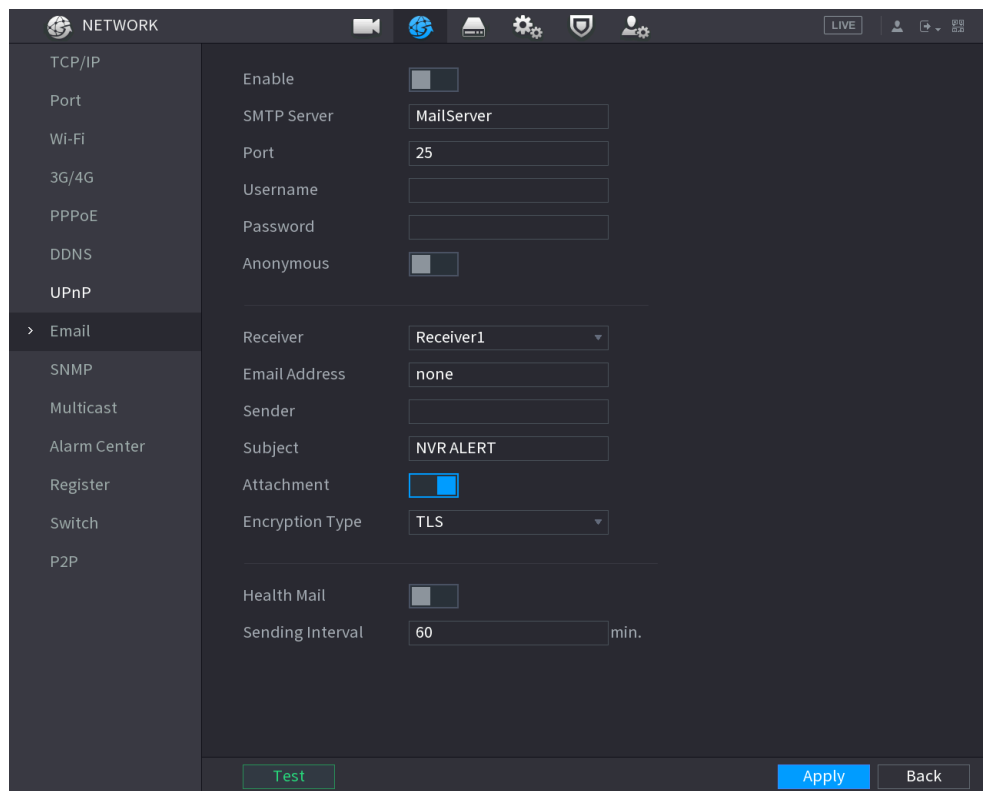 NETWORK
LIVE
TCP/IP
Port
Wi-Fi
3G/4G
PPPoE
DDNS
UPnP
Email
SNMP
Multicast
Alarm Center
Register
Switch
P2P
Enable
SMTP Server MailServer
Port 25
Username
Password
Anonymous
Receiver Receiver1
Email Address none
Sender
Subject NVR ALERT
Attachment
Encryption Type TLS
Health Mail
Sending Interval 60 min.
Test Apply Back